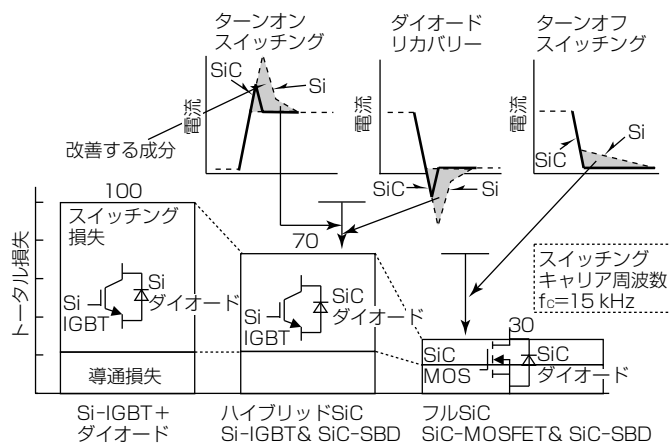 ターンオン
スイッチング
ダイオード
リカバリー
ターンオフ
スイッチング
電流
SiC
Si
改善する成分
電流
SiC
Si
電流
SiC
Si
トータル損失
100
スイッチング
損失
Si
IGBT
Si
ダイオード
導通損失
70
Si
IGBT
SiC
ダイオード
スイッチング
キャリア周波数
fc=15 kHz
30
SiC
MOS
SiC
ダイオード
Si-IGBT+
ダイオード
ハイブリッドSiC
Si-IGBT& SiC-SBD
フルSiC
SiC-MOSFET& SiC-SBD